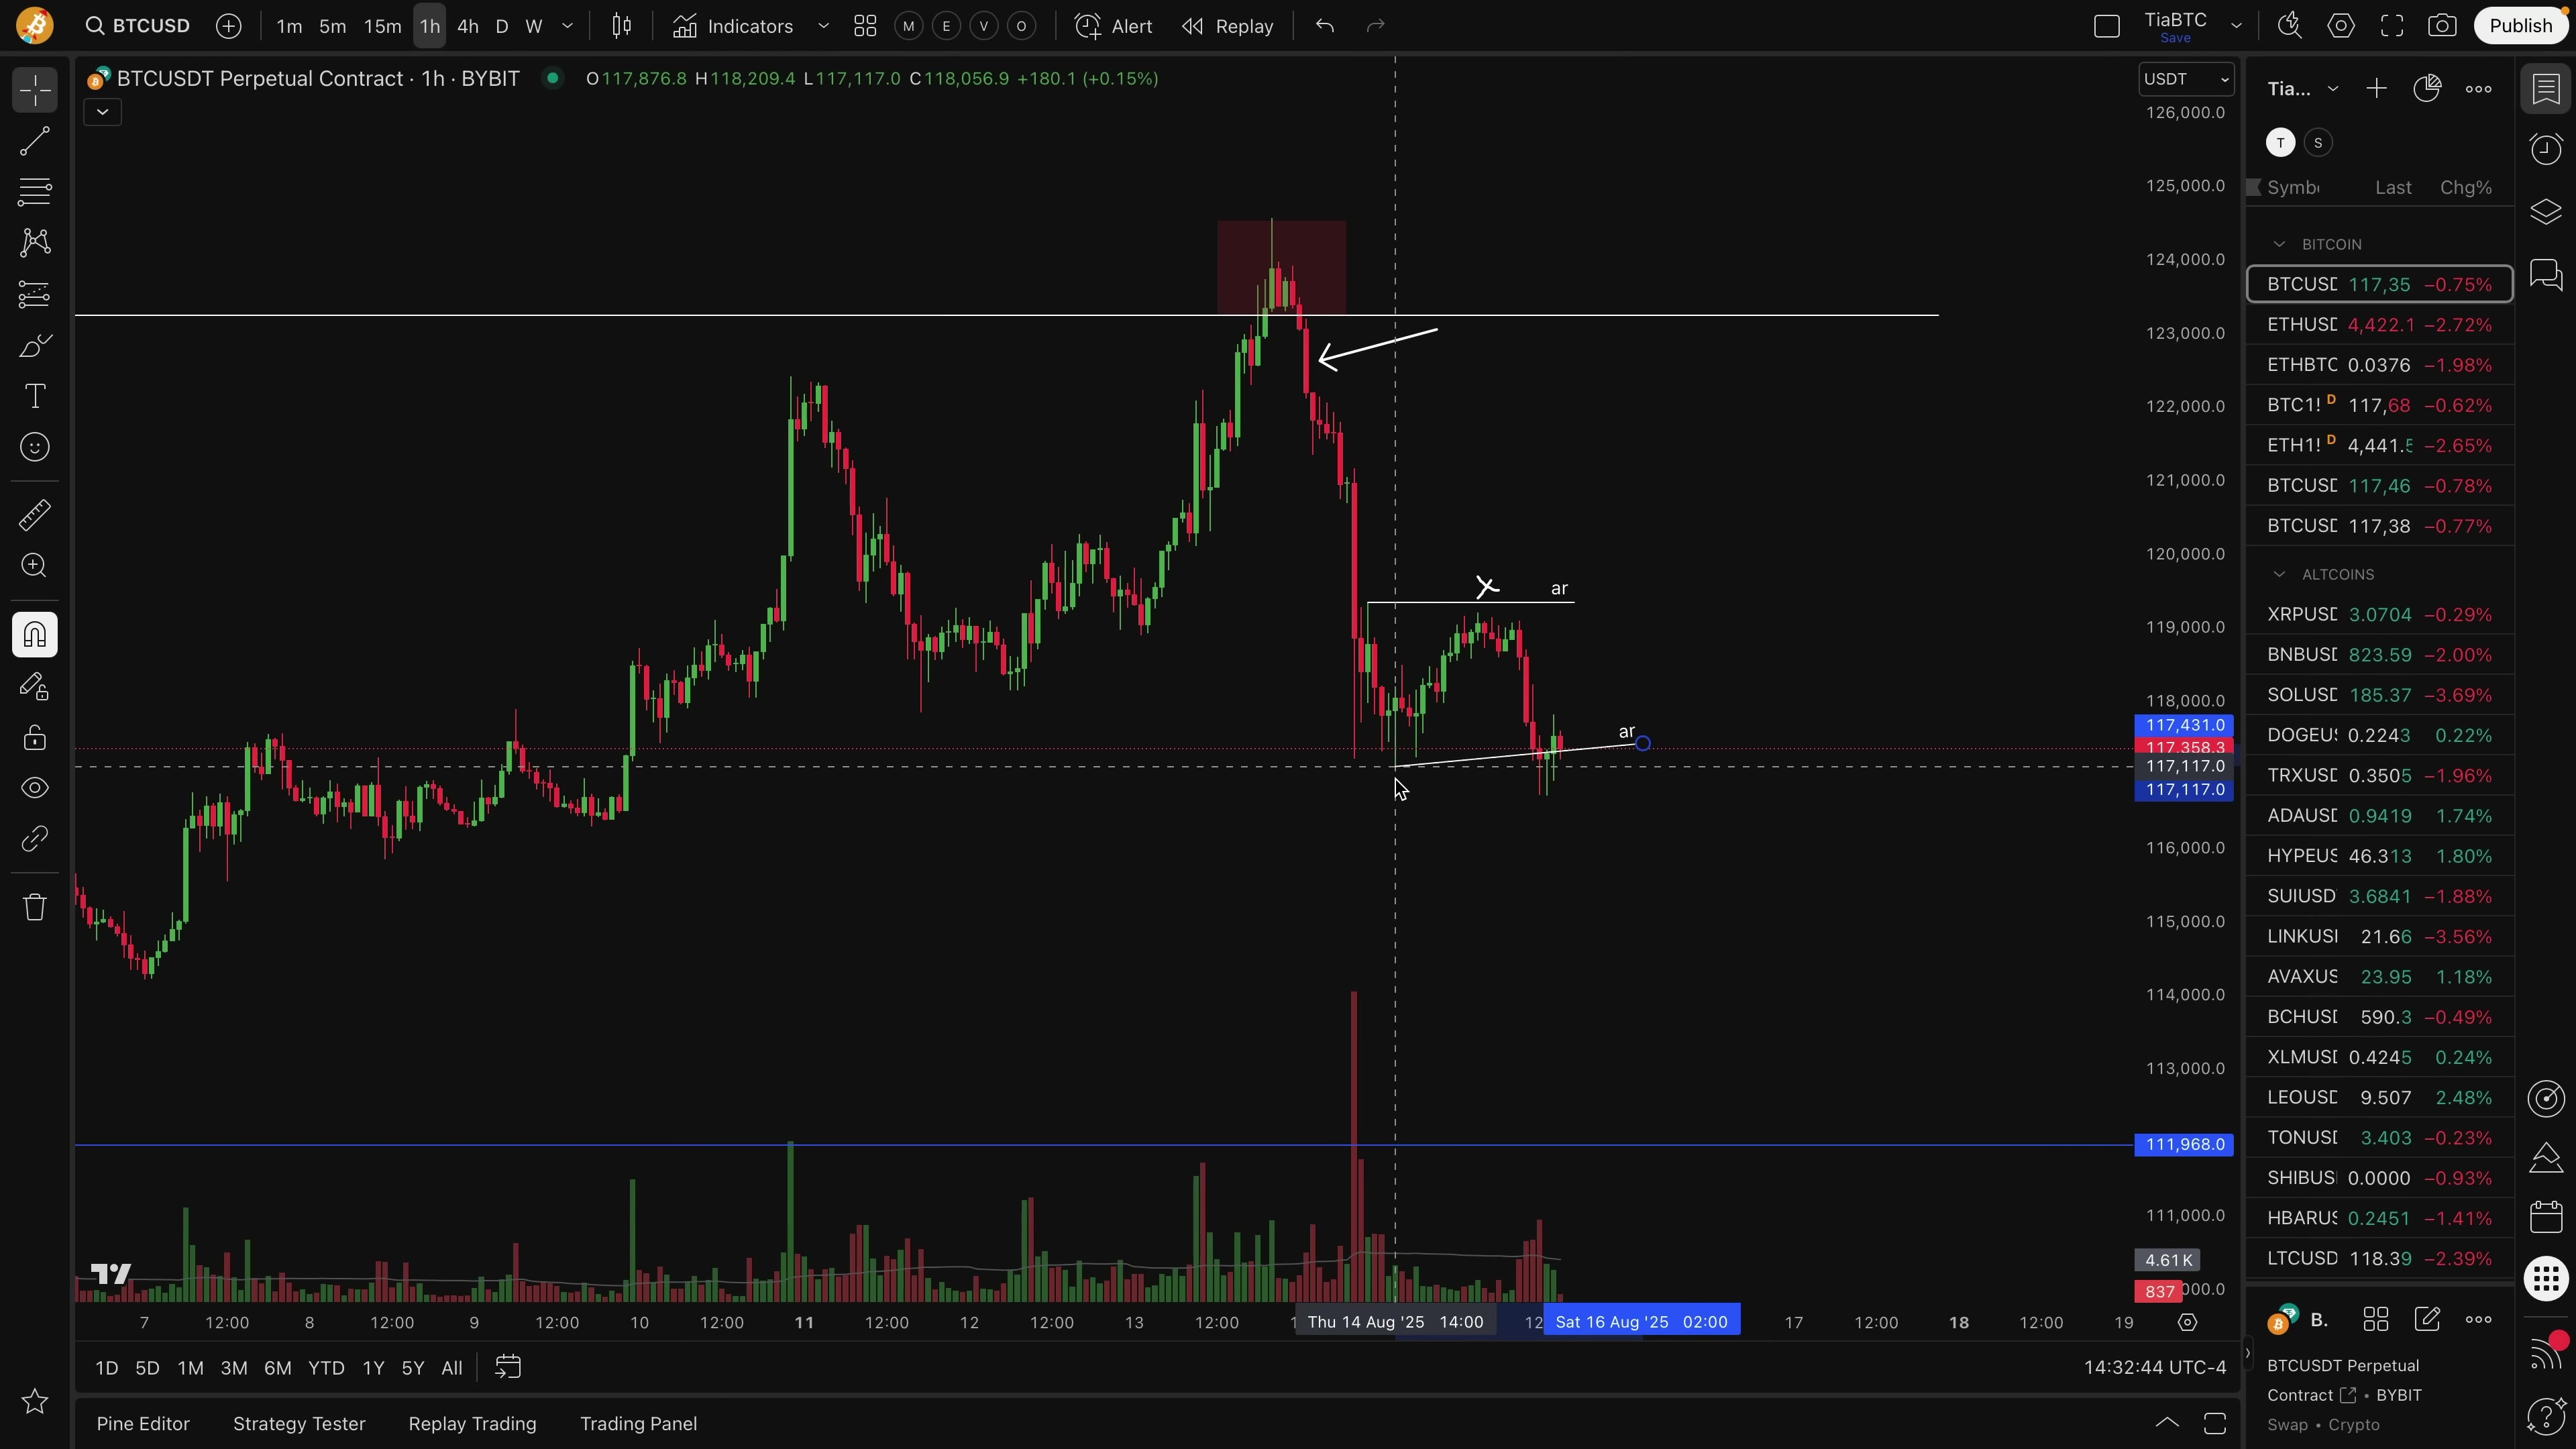 BTCUSD 1m 5m 15m 1h 4h D W Indicators M E V O Alert Replay TiaBTC Save Publish
BTCUSDT Perpetual Contract · 1h · BYBIT O117,876.8 H118,209.4 L117,117.0 C118,056.9 +180.1 (+0.15%)
USDT
126,000.0
125,000.0
124,000.0
123,000.0
122,000.0
121,000.0
120,000.0
119,000.0
118,000.0
117,431.0
117,358.3
117,117.0
117,117.0
116,000.0
115,000.0
114,000.0
113,000.0
111,968.0
111,000.0
4.61K
837
000.0
ar
ar
7 12:00 8 12:00 9 12:00 10 12:00 11 12:00 12 12:00 13 12:00 Thu 14 Aug '25 14:00 12 Sat 16 Aug '25 02:00 17 12:00 18 12:00 19
1D 5D 1M 3M 6M YTD 1Y 5Y All
14:32:44 UTC-4
Pine Editor Strategy Tester Replay Trading Trading Panel
Tia...
T S
Symb Last Chg%
BITCOIN
BTCUSD 117,35 −0.75%
ETHUSD 4,422.1 −2.72%
ETHBTC 0.0376 −1.98%
BTC1! D 117,68 −0.62%
ETH1! D 4,441.5 −2.65%
BTCUSD 117,46 −0.78%
BTCUSD 117,38 −0.77%
ALTCOINS
XRPUSD 3.0704 −0.29%
BNBUSD 823.59 −2.00%
SOLUSD 185.37 −3.69%
DOGEUS 0.2243 0.22%
TRXUSD 0.3505 −1.96%
ADAUSD 0.9419 1.74%
HYPEUS 46.313 1.80%
SUIUSD 3.6841 −1.88%
LINKUS 21.66 −3.56%
AVAXUS 23.95 1.18%
BCHUSD 590.3 −0.49%
XLMUSD 0.4245 0.24%
LEOUSD 9.507 2.48%
TONUSD 3.403 −0.23%
SHIBUS 0.0000 −0.93%
HBARUS 0.2451 −1.41%
LTCUSD 118.39 −2.39%
B.
BTCUSDT Perpetual
Contract • BYBIT
Swap • Crypto